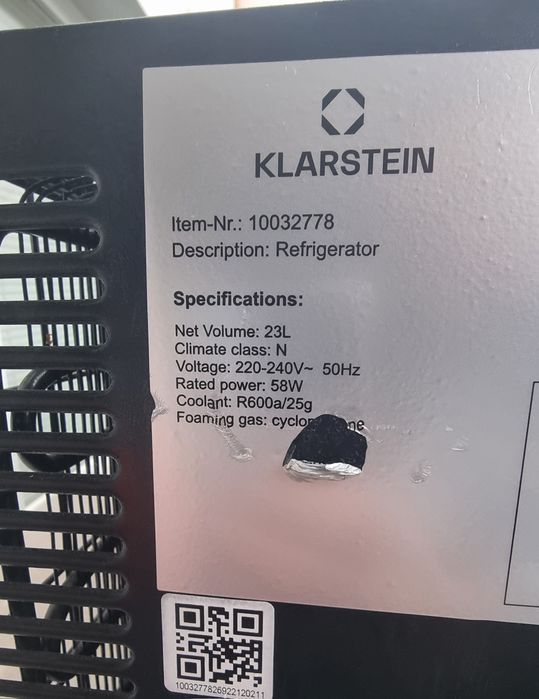 KLARSTEIN
Item-Nr.: 10032778
Description: Refrigerator
Specifications:
Net Volume: 23L
Climate class: N
Voltage: 220-240V~ 50Hz
Rated power: 58W
Coolant: R600a/25g
Foaming gas:
1003277826922120211